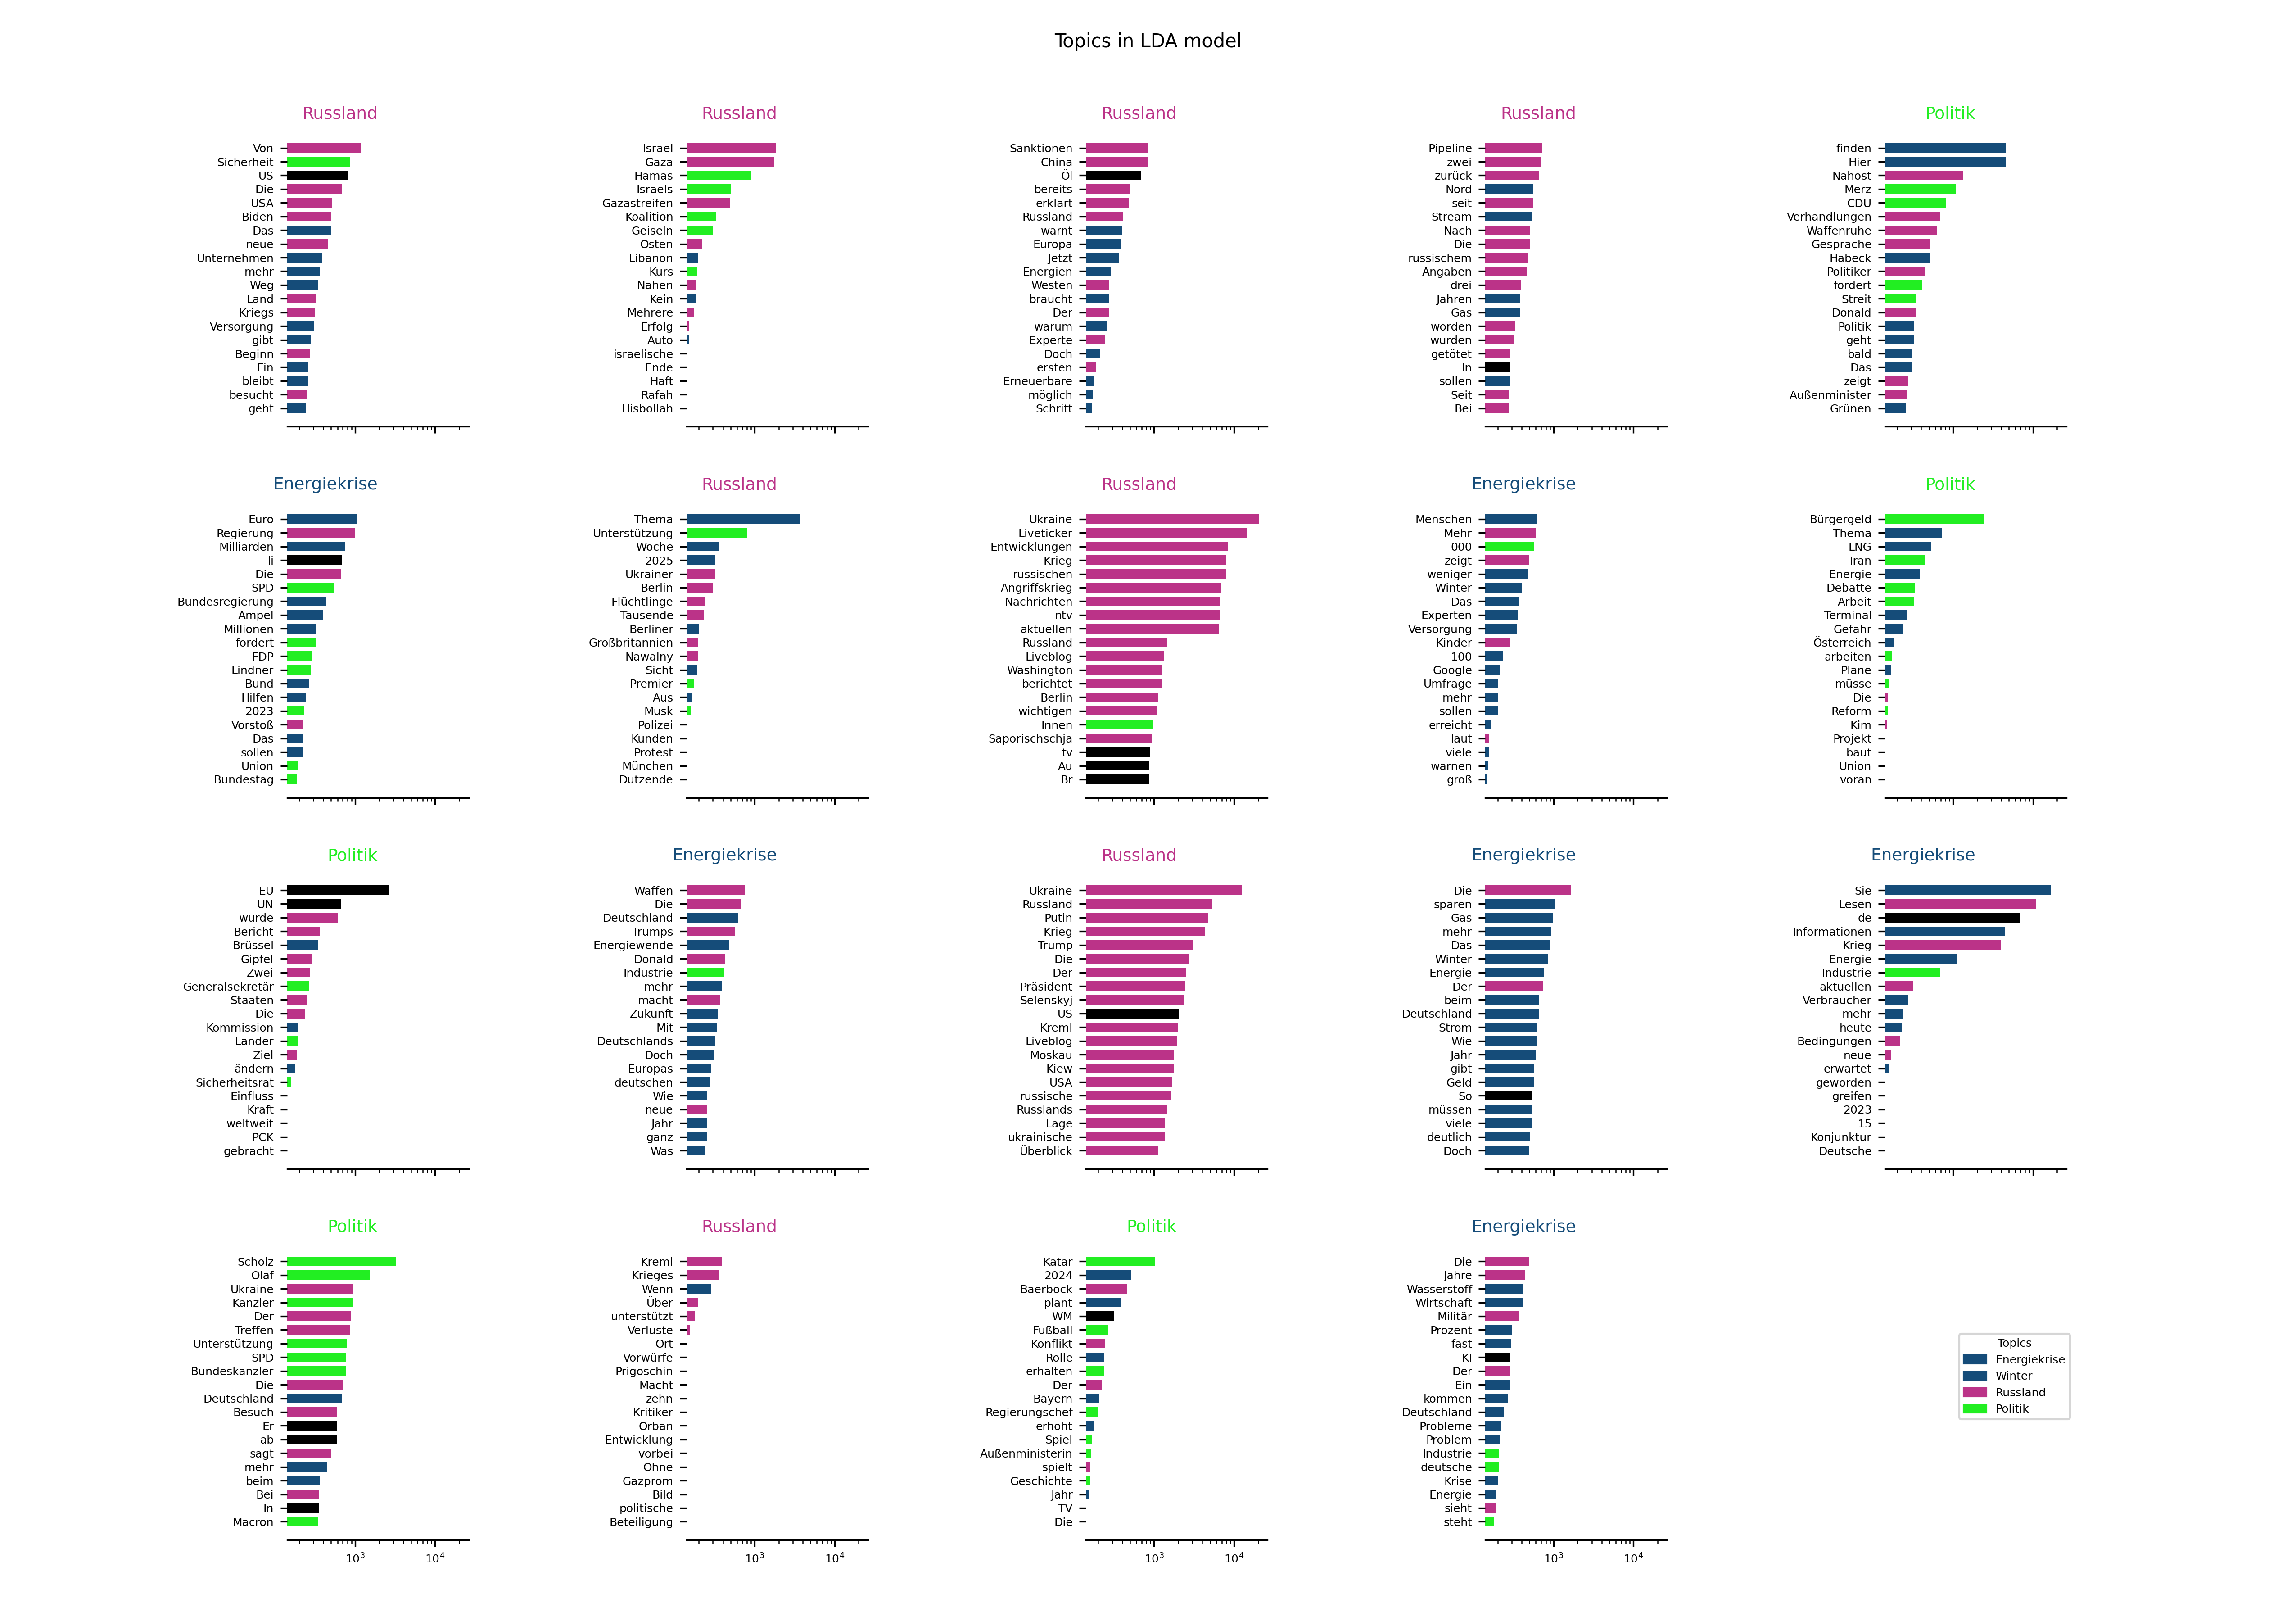 Topics in LDA model
Russland
Von
Sicherheit
US
Die
USA
Biden
Das
neue
Unternehmen
mehr
Weg
Land
Kriegs
Versorgung
gibt
Beginn
Ein
bleibt
besucht
geht
Russland
Israel
Gaza
Hamas
Israels
Gazastreifen
Koalition
Geiseln
Osten
Libanon
Kurs
Nahen
Kein
Mehrere
Erfolg
Auto
israelische
Ende
Haft
Rafah
Hisbollah
Russland
Sanktionen
China
Öl
bereits
erklärt
Russland
warnt
Europa
Jetzt
Energien
Westen
braucht
Der
warum
Experte
Doch
ersten
Erneuerbare
möglich
Schritt
Russland
Pipeline
zwei
zurück
Nord
seit
Stream
Nach
Die
russischem
Angaben
drei
Jahren
Gas
worden
wurden
getötet
In
sollen
Seit
Bei
Politik
finden
Hier
Nahost
Merz
CDU
Verhandlungen
Waffenruhe
Gespräche
Habeck
Politiker
fordert
Streit
Donald
Politik
geht
bald
Das
zeigt
Außenminister
Grünen
Energiekrise
Euro
Regierung
Milliarden
li
Die
SPD
Bundesregierung
Ampel
Millionen
fordert
FDP
Lindner
Bund
Hilfen
2023
Vorstoß
Das
sollen
Union
Bundestag
Russland
Thema
Unterstützung
Woche
2025
Ukrainer
Berlin
Flüchtlinge
Tausende
Berliner
Großbritannien
Nawalny
Sicht
Premier
Aus
Musk
Polizei
Kunden
Protest
München
Dutzende
Russland
Ukraine
Liveticker
Entwicklungen
Krieg
russischen
Angriffskrieg
Nachrichten
ntv
aktuellen
Russland
Liveblog
Washington
berichtet
Berlin
wichtigen
Innen
Saporischschja
tv
Au
Br
Energiekrise
Menschen
Mehr
000
zeigt
weniger
Winter
Das
Experten
Versorgung
Kinder
100
Google
Umfrage
mehr
sollen
erreicht
laut
viele
warnen
groß
Politik
Bürgergeld
Thema
LNG
Iran
Energie
Debatte
Arbeit
Terminal
Gefahr
Österreich
arbeiten
Pläne
müsse
Die
Reform
Kim
Projekt
baut
Union
voran
Politik
EU
UN
wurde
Bericht
Brüssel
Gipfel
Zwei
Generalsekretär
Staaten
Die
Kommission
Länder
Ziel
ändern
Sicherheitsrat
Einfluss
Kraft
weltweit
PCK
gebracht
Energiekrise
Waffen
Die
Deutschland
Trumps
Energiewende
Donald
Industrie
mehr
macht
Zukunft
Mit
Deutschlands
Doch
Europas
deutschen
Wie
neue
Jahr
ganz
Was
Russland
Ukraine
Russland
Putin
Krieg
Trump
Die
Der
Präsident
Selenskyj
US
Kreml
Liveblog
Moskau
Kiew
USA
russische
Russlands
Lage
ukrainische
Überblick
Energiekrise
Die
sparen
Gas
mehr
Das
Winter
Energie
Der
beim
Deutschland
Strom
Wie
Jahr
gibt
Geld
So
müssen
viele
deutlich
Doch
Energiekrise
Sie
Lesen
de
Informationen
Krieg
Energie
Industrie
aktuellen
Verbraucher
mehr
heute
Bedingungen
neue
erwartet
geworden
greifen
2023
15
Konjunktur
Deutsche
Politik
Scholz
Olaf
Ukraine
Kanzler
Der
Treffen
Unterstützung
SPD
Bundeskanzler
Die
Deutschland
Besuch
Er
ab
sagt
mehr
beim
Bei
In
Macron
10³ 10⁴
Russland
Kreml
Krieges
Wenn
Über
unterstützt
Verluste
Ort
Vorwürfe
Prigoschin
Macht
zehn
Kritiker
Orban
Entwicklung
vorbei
Ohne
Gazprom
Bild
politische
Beteiligung
10³ 10⁴
Politik
Katar
2024
Baerbock
plant
WM
Fußball
Konflikt
Rolle
erhalten
Der
Bayern
Regierungschef
erhöht
Spiel
Außenministerin
spielt
Geschichte
Jahr
TV
Die
10³ 10⁴
Energiekrise
Die
Jahre
Wasserstoff
Wirtschaft
Militär
Prozent
fast
KI
Der
Ein
kommen
Deutschland
Probleme
Problem
Industrie
deutsche
Krise
Energie
sieht
steht
10³ 10⁴
Topics
Energiekrise
Winter
Russland
Politik